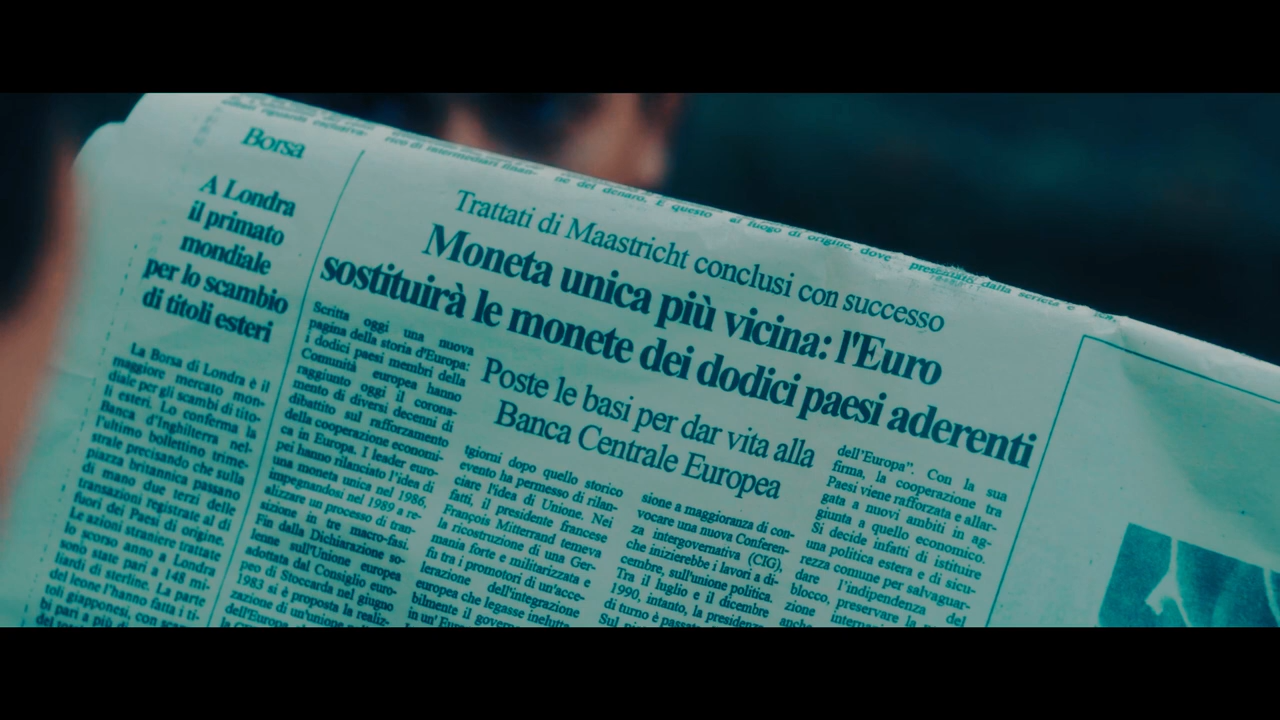 Borsa
A Londra
il primato
mondiale
per lo scambio
di titoli esteri
La Borsa di Londra è il
maggiore mercato mon-
diale per gli scambi di tito-
li esteri. Lo conferma la
Banca d'Inghilterra nel-
l'ultimo bollettino trime-
strale precisando che sulla
piazza britannica passano
di mano due terzi delle
transazioni registrate al di
fuori dei Paesi di origine.
Le azioni straniere trattate
lo scorso anno a Londra
sono state pari a 148 mi-
liardi di sterline. La parte
del leone l'hanno fatta i ti-
toli giapponesi, con
bi pari a più di
Trattati di Maastricht conclusi con successo
Moneta unica più vicina: l'Euro
sostituirà le monete dei dodici paesi aderenti
Poste le basi per dar vita alla
Banca Centrale Europea
Scritta oggi una nuova
pagina della storia d'Europa:
i dodici paesi membri della
Comunità europea hanno
raggiunto oggi il corona-
mento di diversi decenni di
dibattito sul rafforzamento
della cooperazione economi-
ca in Europa. I leader euro-
pei hanno rilanciato l'idea di
una moneta unica nel 1986,
impegnandosi nel 1989 a re-
alizzare un processo di tran-
sizione in tre macro-fasi.
Fin dalla Dichiarazione so-
lenne sull'Unione europea
adottata dal Consiglio euro-
peo di Stoccarda nel giugno
1983 si è proposta la realiz-
zazione di un'unione
dell'Europa
tgiorni dopo quello storico
evento ha permesso di rilan-
ciare l'idea di Unione. Nei
fatti, il presidente francese
François Mitterrand temeva
la ricostruzione di una Ger-
mania forte e militarizzata e
fu tra i promotori di un'acce-
lerazione dell'integrazione
europea che legasse inelutta-
bilmente il governo
in un'
sione a maggioranza di con-
vocare una nuova Conferen-
za intergovernativa (CIG),
che inizierebbe i lavori a di-
cembre, sull'unione politica.
Tra il luglio e il dicembre
1990, intanto, la presidenza
di turno è
dell'Europa". Con la sua
firma, la cooperazione tra
Paesi viene rafforzata e allar-
gata a nuovi ambiti in ag-
giunta a quello economico.
Si decide infatti di istituire
una politica estera e di sicu-
rezza comune per salvaguar-
dare l'indipendenza del
blocco, preservare la
zione
anche